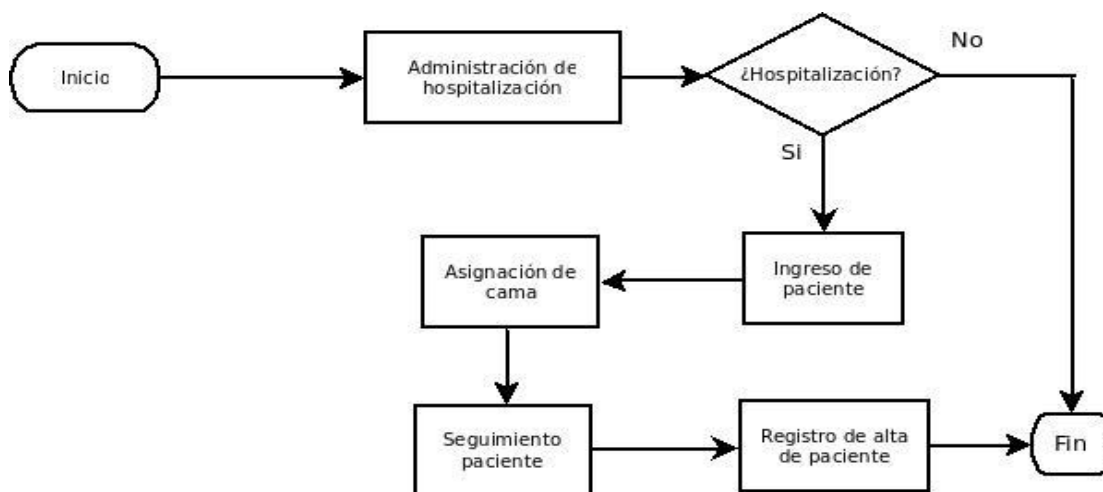 Inicio
Administración de
hospitalización
¿Hospitalización?
No
Si
Ingreso de
paciente
Asignación de
cama
Seguimiento
paciente
Registro de alta
de paciente
Fin